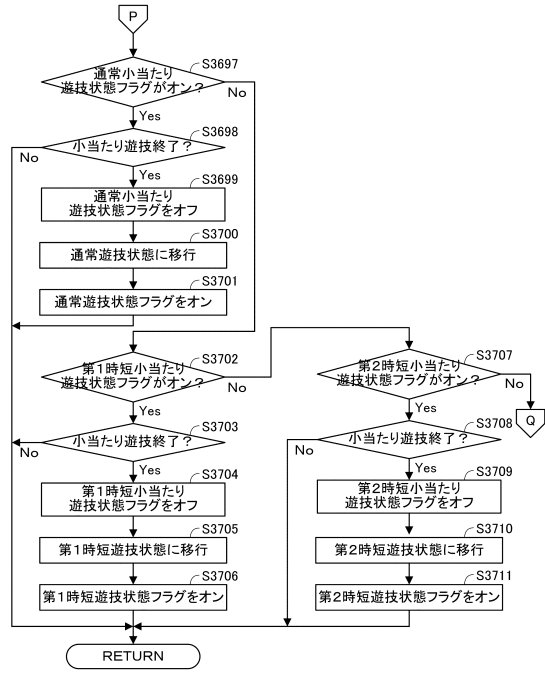 P
S3697
通常小当たり
遊技状態フラグがオン？
No
Yes
S3698
小当たり遊技終了？
No
Yes
S3699
通常小当たり
遊技状態フラグをオフ
S3700
通常遊技状態に移行
S3701
通常遊技状態フラグをオン
S3702
第１時短小当たり
遊技状態フラグがオン？
No
Yes
S3703
小当たり遊技終了？
No
Yes
S3704
第１時短小当たり
遊技状態フラグをオフ
S3705
第１時短遊技状態に移行
S3706
第１時短遊技状態フラグをオン
S3707
第２時短小当たり
遊技状態フラグがオン？
No
Q
Yes
S3708
小当たり遊技終了？
No
Yes
S3709
第２時短小当たり
遊技状態フラグをオフ
S3710
第２時短遊技状態に移行
S3711
第２時短遊技状態フラグをオン
RETURN